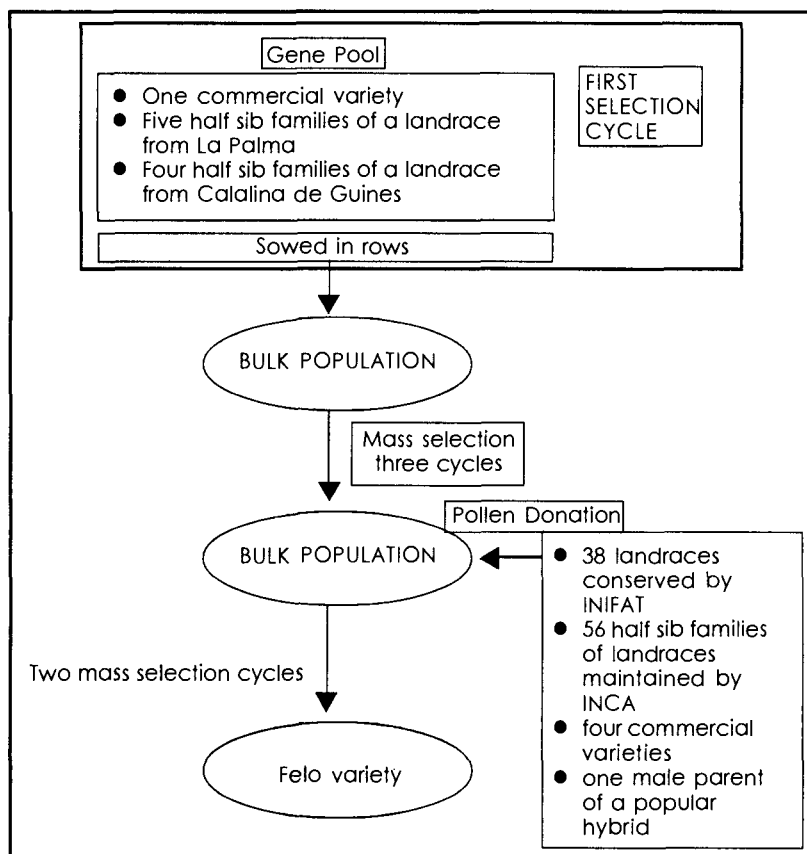 Gene Pool
● One commercial variety
● Five half sib families of a landrace
from La Palma
● Four half sib families of a landrace
from Calalina de Guines
FIRST
SELECTION
CYCLE
Sowed in rows
BULK POPULATION
Mass selection
three cycles
Pollen Donation
BULK POPULATION
● 38 landraces
conserved by
INIFAT
● 56 half sib families
of landraces
maintained by
INCA
● four commercial
varieties
● one male parent
of a popular
hybrid
Two mass selection cycles
Felo variety